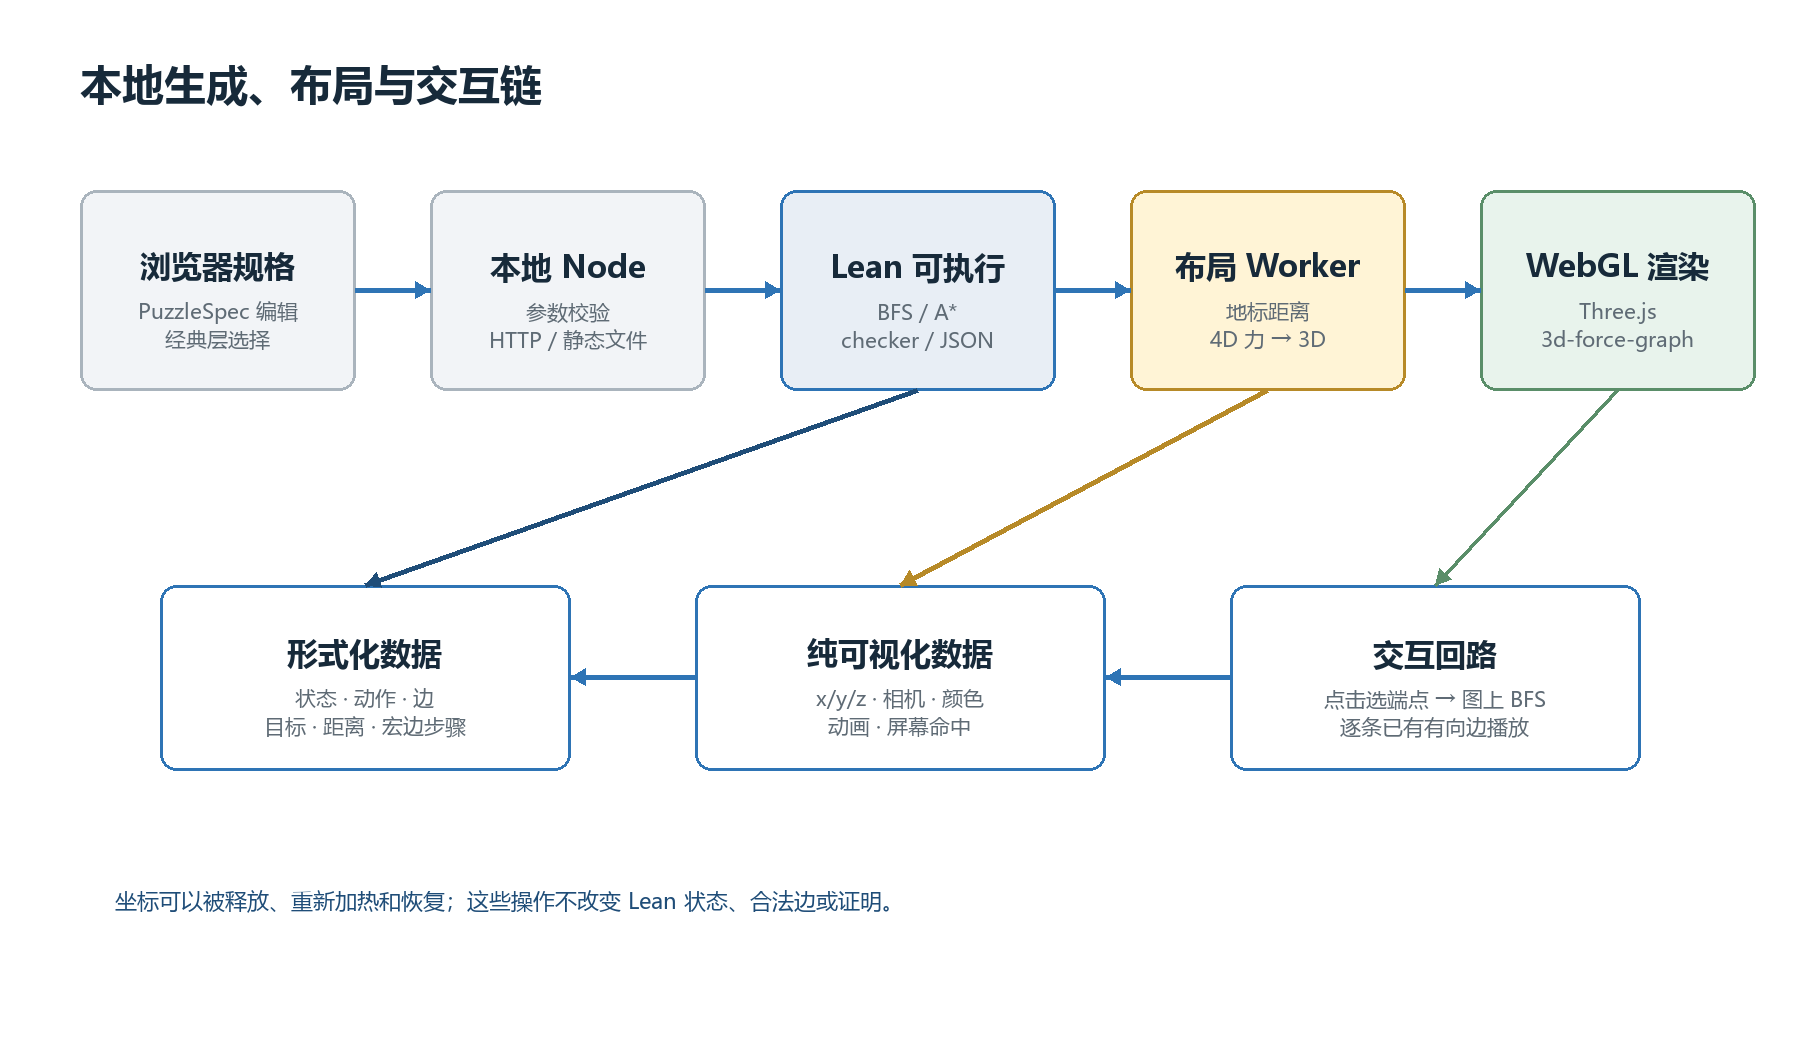 本地生成、布局与交互链
浏览器规格
PuzzleSpec 编辑
经典层选择
本地 Node
参数校验
HTTP / 静态文件
Lean 可执行
BFS / A*
checker / JSON
布局 Worker
地标距离
4D 力 → 3D
WebGL 渲染
Three.js
3d-force-graph
形式化数据
状态 · 动作 · 边
目标 · 距离 · 宏边步骤
纯可视化数据
x/y/z · 相机 · 颜色
动画 · 屏幕命中
交互回路
点击选端点 → 图上 BFS
逐条已有有向边播放
坐标可以被释放、重新加热和恢复；这些操作不改变 Lean 状态、合法边或证明。